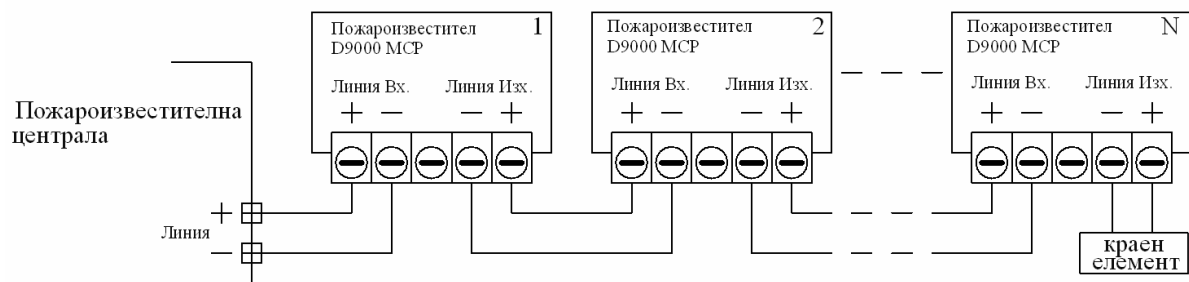 Пожароизвестителна
централа
+
Линия
−
Пожароизвестител 1
D9000 MCP
Линия Вх. Линия Изх.
+ − − +
Пожароизвестител 2
D9000 MCP
Линия Вх. Линия Изх.
+ − − +
Пожароизвестител N
D9000 MCP
Линия Вх. Линия Изх.
+ − − +
краен
елемент